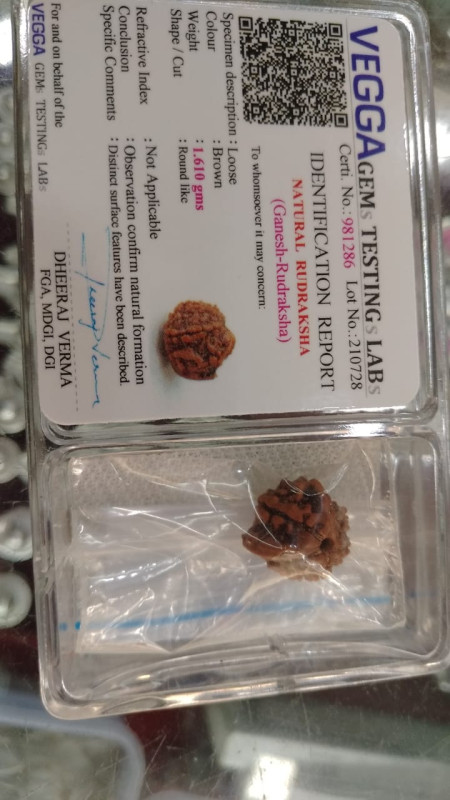 VEGGA GEMS TESTINGS LABS
Certi. No.: 981286 Lot No.:210728
IDENTIFICATION REPORT
NATURAL RUDRAKSHA
(Ganesh-Rudraksha)
To whomsoever it may concern:
Specimen description : Loose
Colour : Brown
Weight : 1.610 gms
Shape / Cut : Round like
Refractive Index : Not Applicable
Conclusion : Observation confirm natural formation
Specific Comments : Distinct surface features have been described.
For and on behalf of the
VEGGA GEMS TESTINGS LABS
DHEERAJ VERMA
FGA, MDGI, DGI